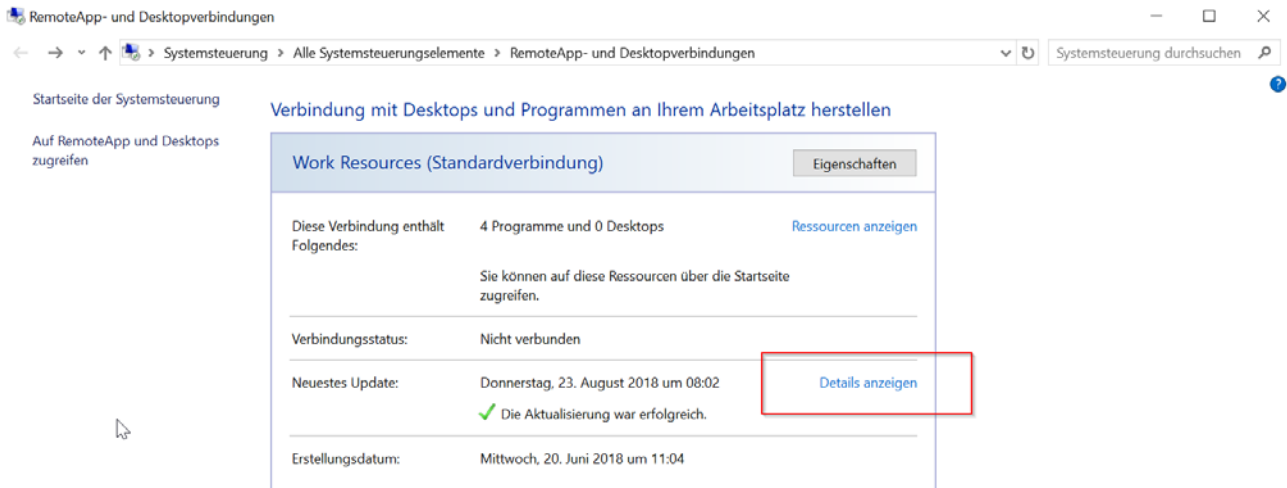 RemoteApp- und Desktopverbindungen
Systemsteuerung > Alle Systemsteuerungselemente > RemoteApp- und Desktopverbindungen
Systemsteuerung durchsuchen
?
Startseite der Systemsteuerung
Auf RemoteApp und Desktops
zugreifen
Verbindung mit Desktops und Programmen an Ihrem Arbeitsplatz herstellen
Work Resources (Standardverbindung)
Eigenschaften
Diese Verbindung enthält
Folgendes:
4 Programme und 0 Desktops
Ressourcen anzeigen
Sie können auf diese Ressourcen über die Startseite
zugreifen.
Verbindungsstatus:
Nicht verbunden
Neuestes Update:
Donnerstag, 23. August 2018 um 08:02
Details anzeigen
Die Aktualisierung war erfolgreich.
Erstellungsdatum:
Mittwoch, 20. Juni 2018 um 11:04